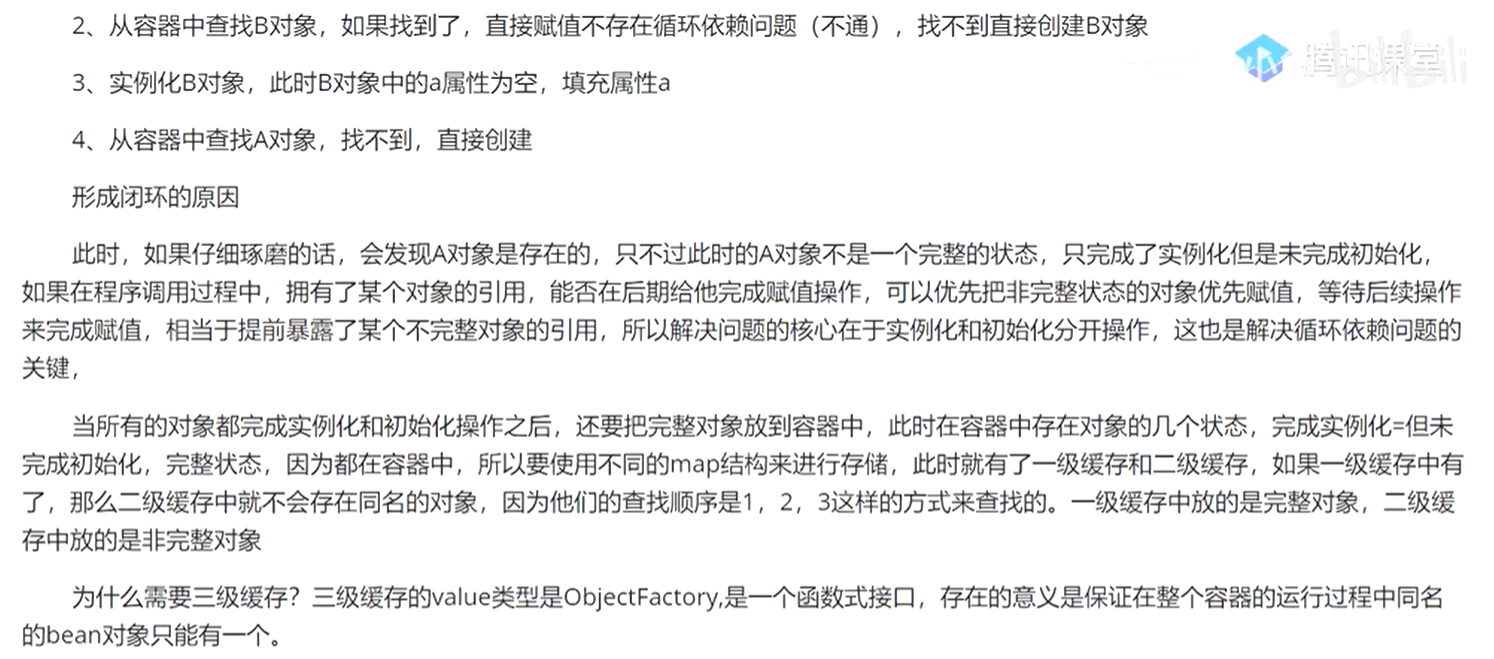 2、从容器中查找B对象，如果找到了，直接赋值不存在循环依赖问题（不通），找不到直接创建B对象
腾讯课堂
bilibili
3、实例化B对象，此时B对象中的a属性为空，填充属性a
4、从容器中查找A对象，找不到，直接创建
形成闭环的原因
此时，如果仔细琢磨的话，会发现A对象是存在的，只不过此时的A对象不是一个完整的状态，只完成了实例化但是未完成初始化，
如果在程序调用过程中，拥有了某个对象的引用，能否在后期给他完成赋值操作，可以优先把非完整状态的对象优先赋值，等待后续操作
来完成赋值，相当于提前暴露了某个不完整对象的引用，所以解决问题的核心在于实例化和初始化分开操作，这也是解决循环依赖问题的
关键，
当所有的对象都完成实例化和初始化操作之后，还要把完整对象放到容器中，此时在容器中存在对象的几个状态，完成实例化=但未
完成初始化，完整状态，因为都在容器中，所以要使用不同的map结构来进行存储，此时就有了一级缓存和二级缓存，如果一级缓存中有
了，那么二级缓存中就不会存在同名的对象，因为他们的查找顺序是1，2，3这样的方式来查找的。一级缓存中放的是完整对象，二级缓
存中放的是非完整对象
为什么需要三级缓存？三级缓存的value类型是ObjectFactory,是一个函数式接口，存在的意义是保证在整个容器的运行过程中同名
的bean对象只能有一个。